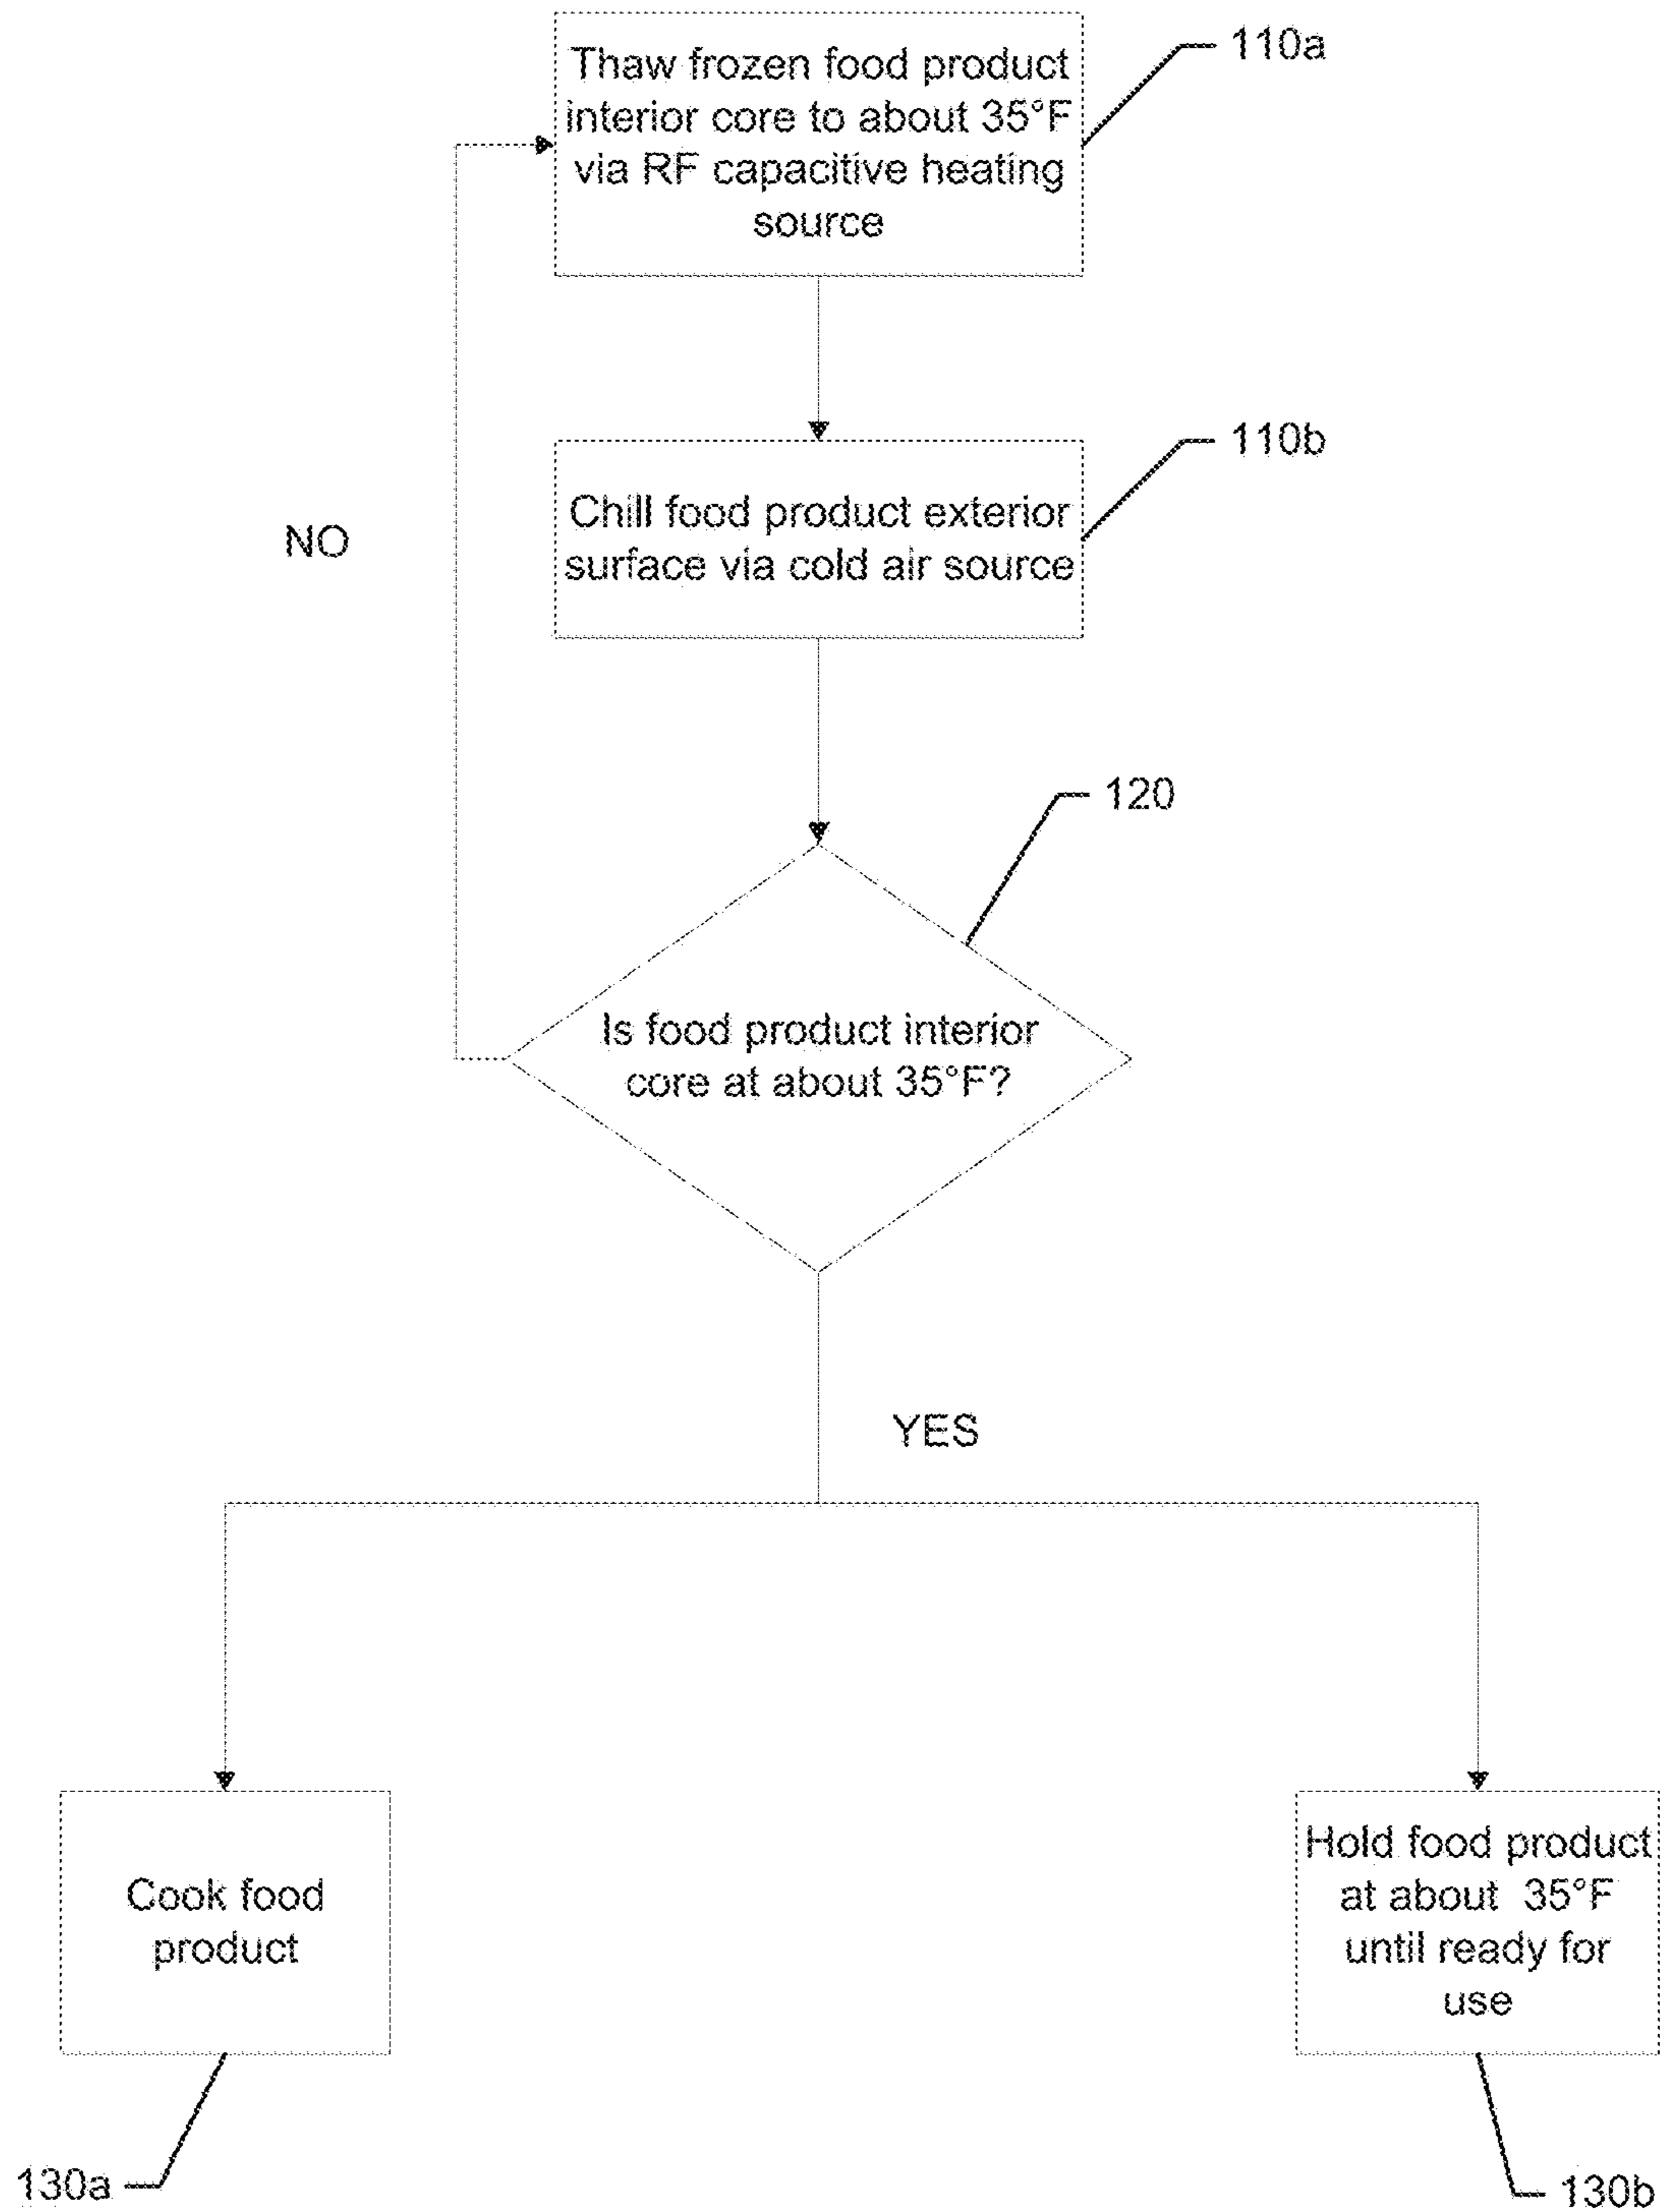 Thaw frozen food product
interior core to about 35°F
via RF capacitive heating
source
110a
Chill food product exterior
surface via cold air source
110b
NO
120
Is food product interior
core at about 35°F?
YES
Cook food
product
Hold food product
at about 35°F
until ready for
use
130a
130b